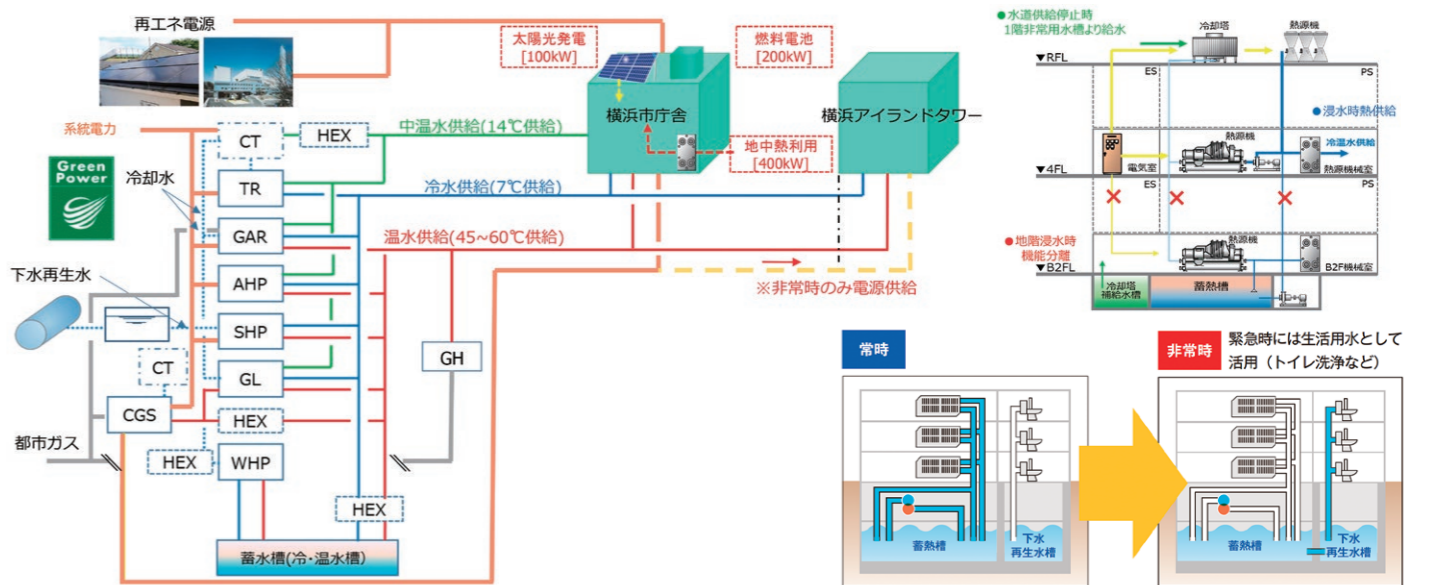 再エネ電源
系統電力
Green
Power
冷却水
下水再生水
都市ガス
CT
HEX
TR
GAR
AHP
SHP
CT
GL
CGS
HEX
HEX
WHP
HEX
蓄水槽(冷・温水槽)
GH
中温水供給(14℃供給)
冷水供給(7℃供給)
温水供給(45~60℃供給)
太陽光発電
[100kW]
燃料電池
[200kW]
横浜市庁舎
横浜アイランドタワー
地中熱利用
[400kW]
※非常時のみ電源供給
●水道供給停止時
1階非常用水槽より給水
冷却塔
熱源機
▼RFL
ES
PS
●浸水時熱供給
熱源機
冷温水供給
電気室
熱源機械室
▼4FL
ES
PS
●地階浸水時
機能分離
熱源機
▼B2FL
B2F機械室
冷却塔
補給水槽
蓄熱槽
常時
蓄熱槽
下水
再生水槽
非常時
緊急時には生活用水として
活用（トイレ洗浄など）
蓄熱槽
下水
再生水槽